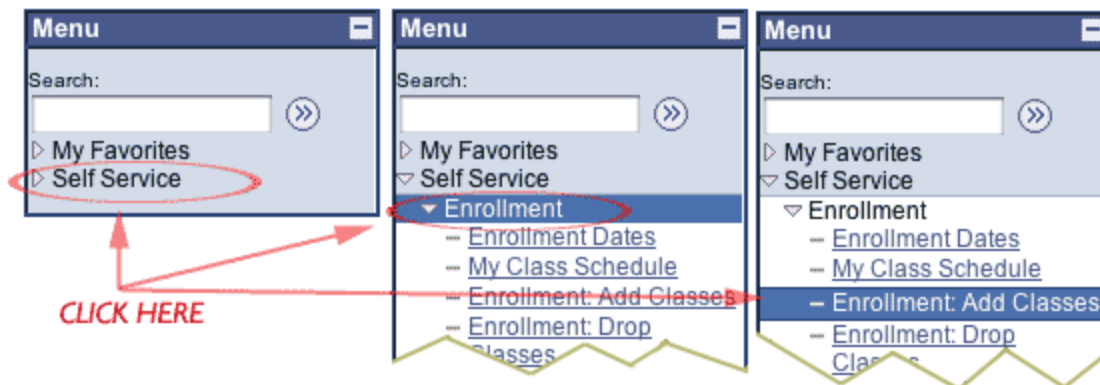 Menu
Search:
My Favorites
Self Service
CLICK HERE
Menu
Search:
My Favorites
Self Service
Enrollment
Enrollment Dates
My Class Schedule
Enrollment: Add Classes
Enrollment: Drop
Classes
Menu
Search:
My Favorites
Self Service
Enrollment
Enrollment Dates
My Class Schedule
Enrollment: Add Classes
Enrollment: Drop
Classes